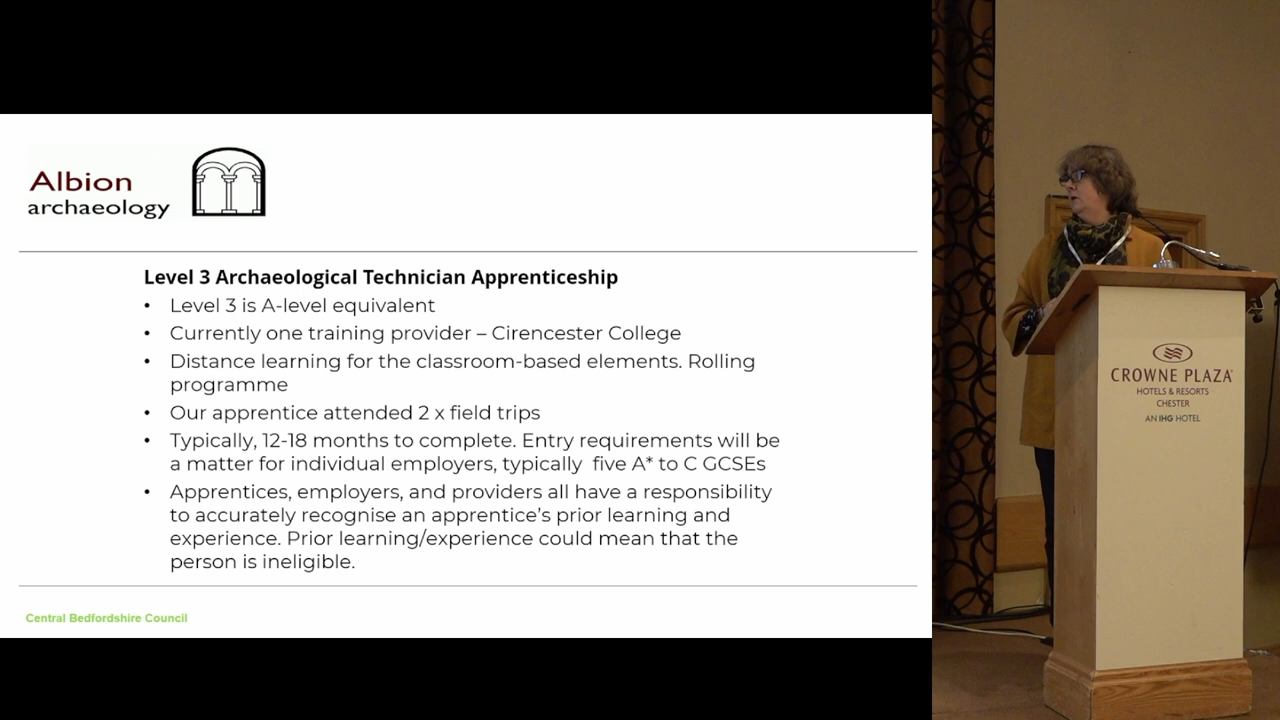 Albion
archaeology
Level 3 Archaeological Technician Apprenticeship
• Level 3 is A-level equivalent
• Currently one training provider – Cirencester College
• Distance learning for the classroom-based elements. Rolling
programme
• Our apprentice attended 2 x field trips
• Typically, 12-18 months to complete. Entry requirements will be
a matter for individual employers, typically five A* to C GCSEs
• Apprentices, employers, and providers all have a responsibility
to accurately recognise an apprentice’s prior learning and
experience. Prior learning/experience could mean that the
person is ineligible.
Central Bedfordshire Council
CROWNE PLAZA
HOTELS & RESORTS
CHESTER
AN IHG HOTEL